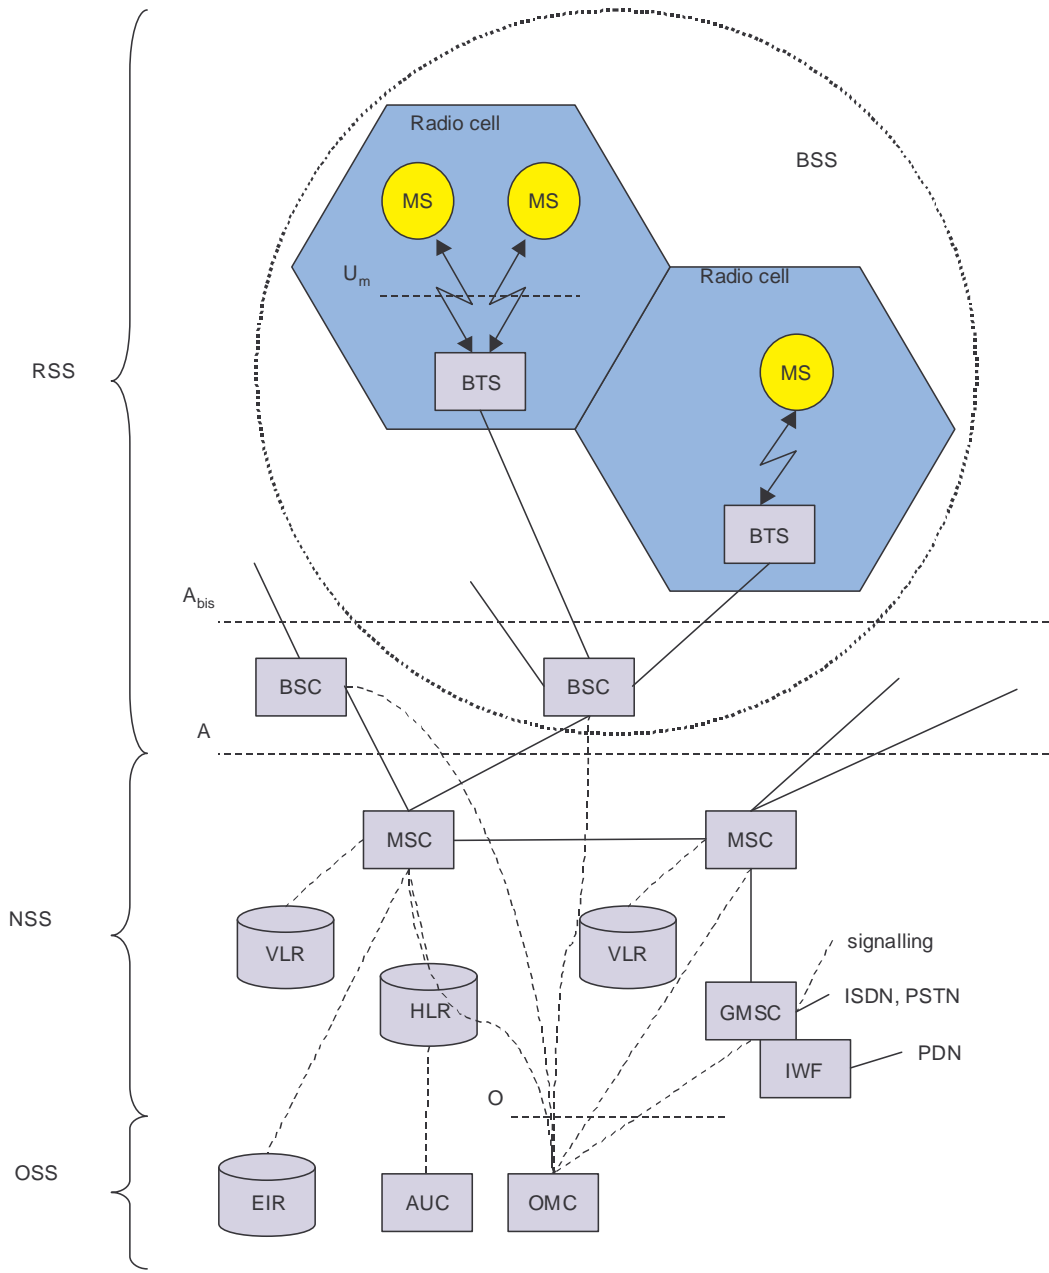 Radio cell
BSS
MS
MS
Radio cell
Um
RSS
BTS
MS
BTS
Abis
BSC
BSC
A
MSC
MSC
NSS
VLR
VLR
signalling
HLR
GMSC
ISDN, PSTN
IWF
PDN
O
OSS
EIR
AUC
OMC